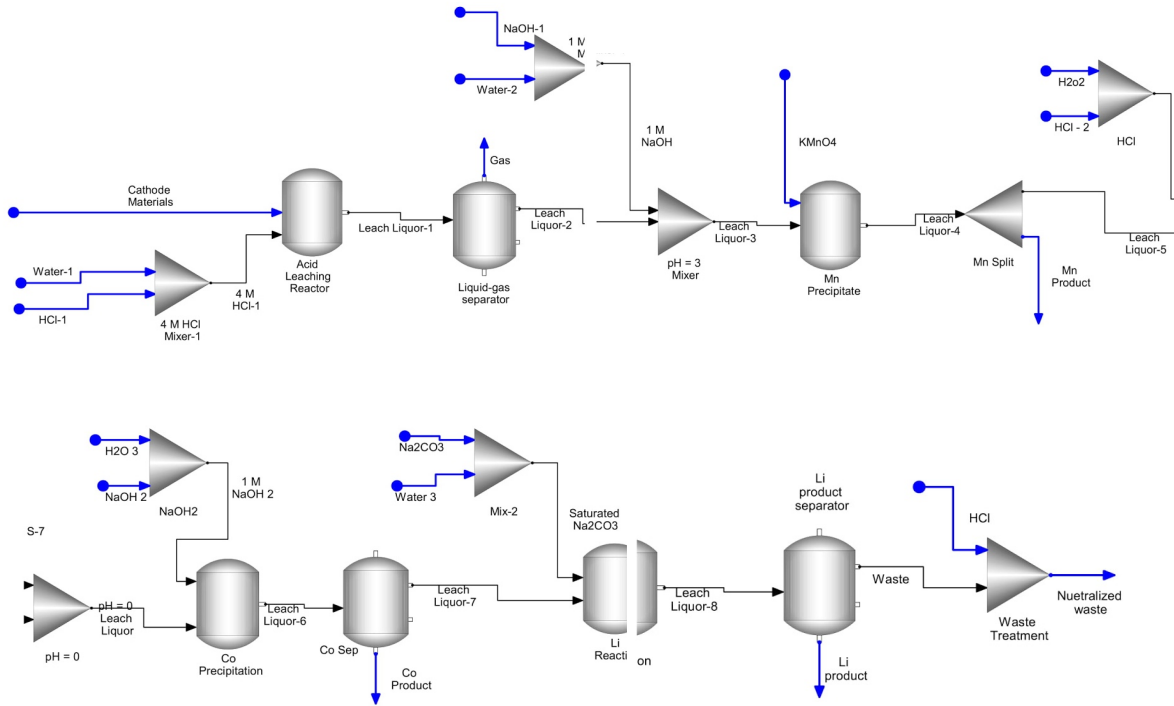 NaOH-1
1 M
M
Water-2
1 M
NaOH
KMnO4
H2o2
HCl - 2
HCl
Gas
Cathode
Materials
Leach Liquor-1
Leach
Liquor-2
Leach
Liquor-3
Leach
Liquor-4
Leach
Liquor-5
Acid
Leaching
Reactor
Liquid-gas
separator
pH = 3
Mixer
Mn
Precipitate
Mn Split
Mn
Product
Water-1
HCl-1
4 M
HCl-1
4 M HCl
Mixer-1
H2O 3
NaOH 2
NaOH2
1 M
NaOH 2
Na2CO3
Water 3
Mix-2
Saturated
Na2CO3
Li
product
separator
HCl
S-7
pH = 0
Leach
Liquor
pH = 0
Leach
Liquor-6
Co
Precipitation
Co Sep
Leach
Liquor-7
Co
Product
Li
Reaction
Leach
Liquor-8
Waste
Li
product
Waste
Treatment
Nuetralized
waste